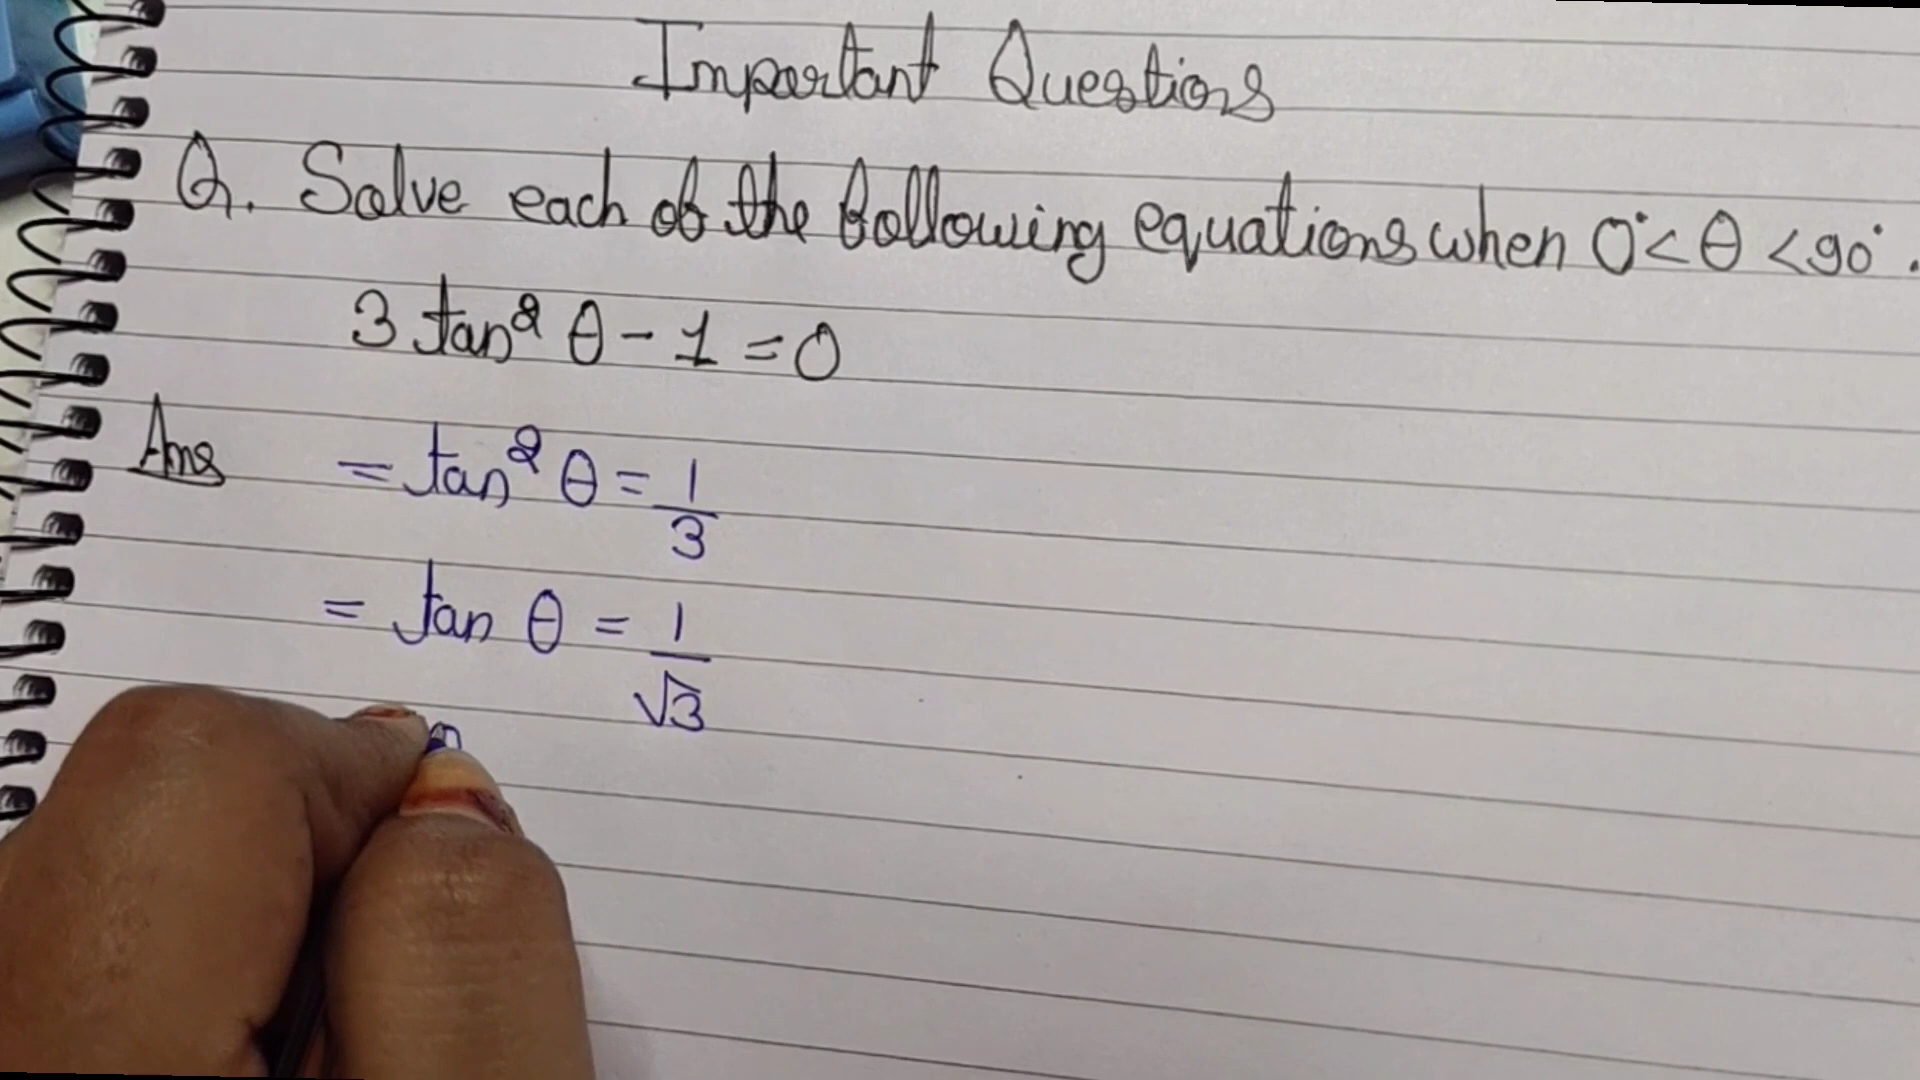 Important Questions
Q. Solve each of the following equations when 0° < θ < 90°.
3 tan² θ - 1 = 0
Ans = tan² θ = 1/3
= tan θ = 1/√3